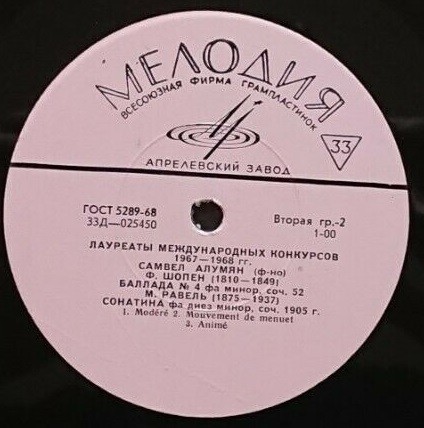 МЕЛОДИЯ
ВСЕСОЮЗНАЯ ФИРМА ГРАМПЛАСТИНОК
33
АПРЕЛЕВСКИЙ ЗАВОД
ГОСТ 5289-68
33Д—025450
Вторая гр.-2
1-00
ЛАУРЕАТЫ МЕЖДУНАРОДНЫХ КОНКУРСОВ
1967—1968 гг.
САМВЕЛ АЛУМЯН (ф-но)
Ф. ШОПЕН (1810—1849)
БАЛЛАДА № 4 фа минор, соч. 52
М. РАВЕЛЬ (1875—1937)
СОНАТИНА фа диез минор, соч. 1905 г.
1. Modéré 2. Mouvement de menuet
3. Animé